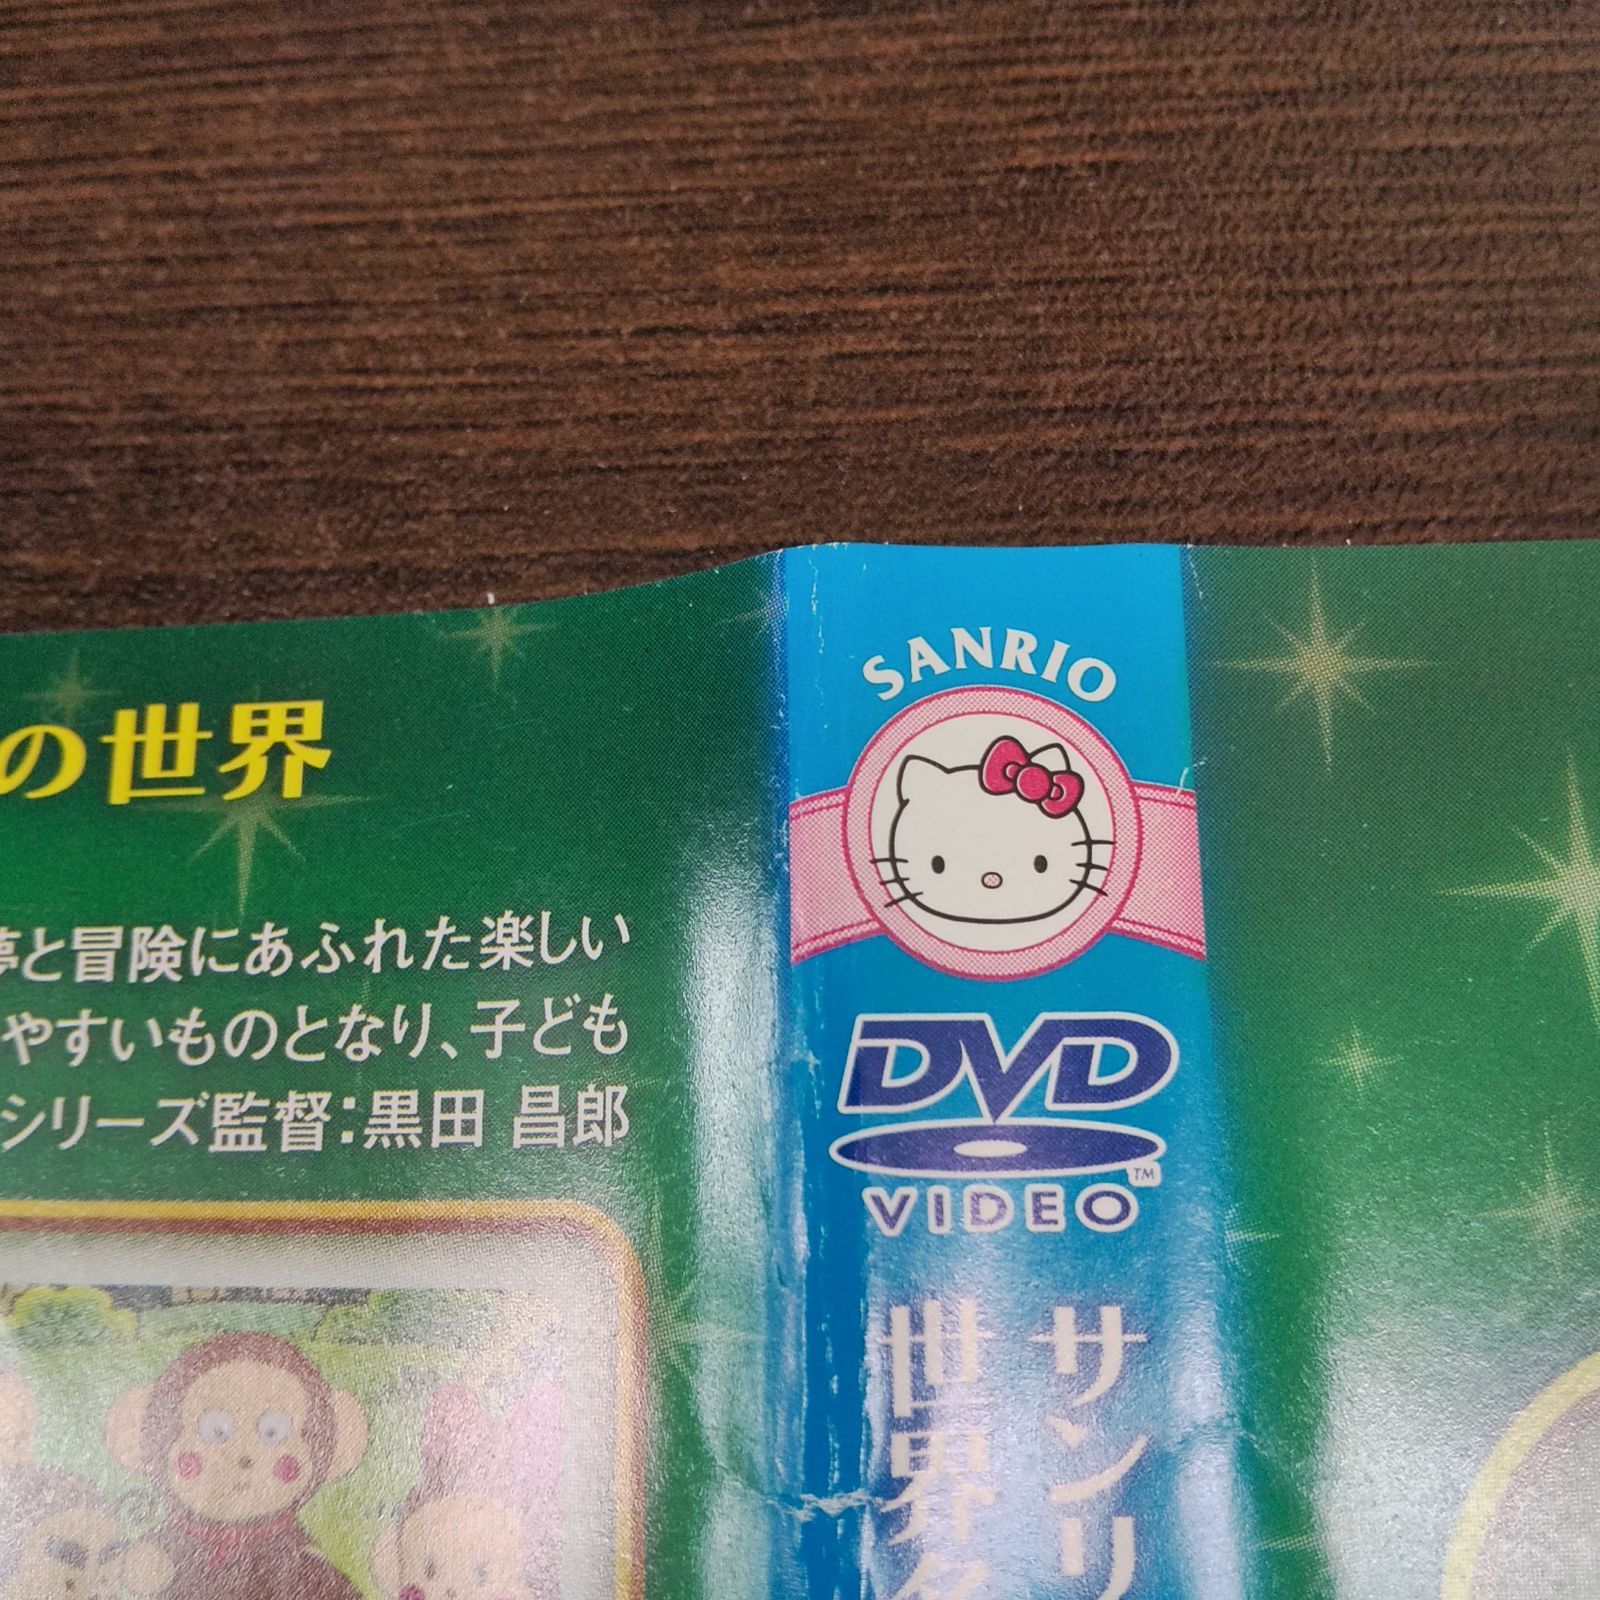 の世界
と冒険にあふれた楽しい
やすいものとなり、子ども
シリーズ監督：黒田 昌郎
SANRIO
DVD
VIDEO
TM
サンリ
世界